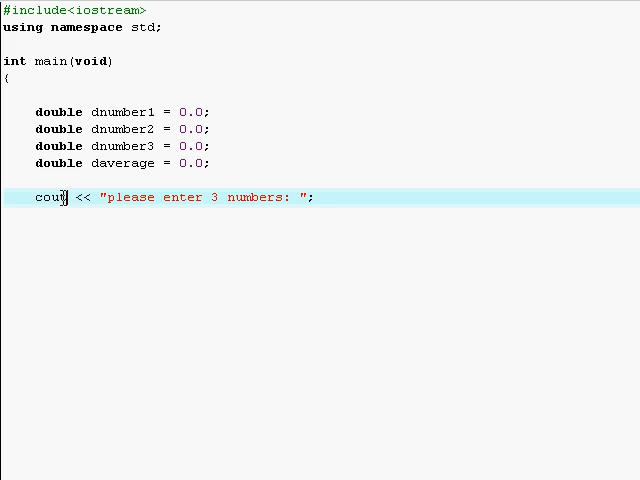 #include<iostream>
using namespace std;
int main(void)
{
double dnumber1 = 0.0;
double dnumber2 = 0.0;
double dnumber3 = 0.0;
double daverage = 0.0;
cout << "please enter 3 numbers: ";